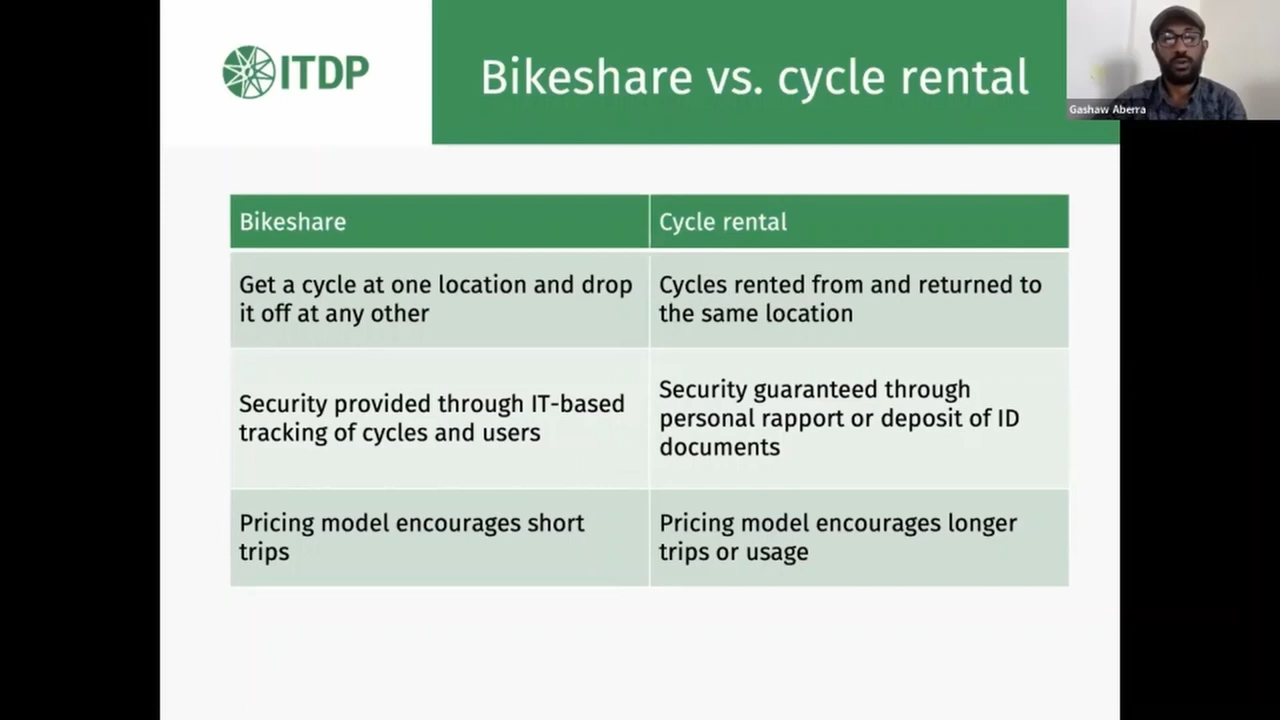 ITDP
Bikeshare vs. cycle rental
Gashaw Aberra
Bikeshare
Cycle rental
Get a cycle at one location and drop
it off at any other
Cycles rented from and returned to
the same location
Security provided through IT-based
tracking of cycles and users
Security guaranteed through
personal rapport or deposit of ID
documents
Pricing model encourages short
trips
Pricing model encourages longer
trips or usage